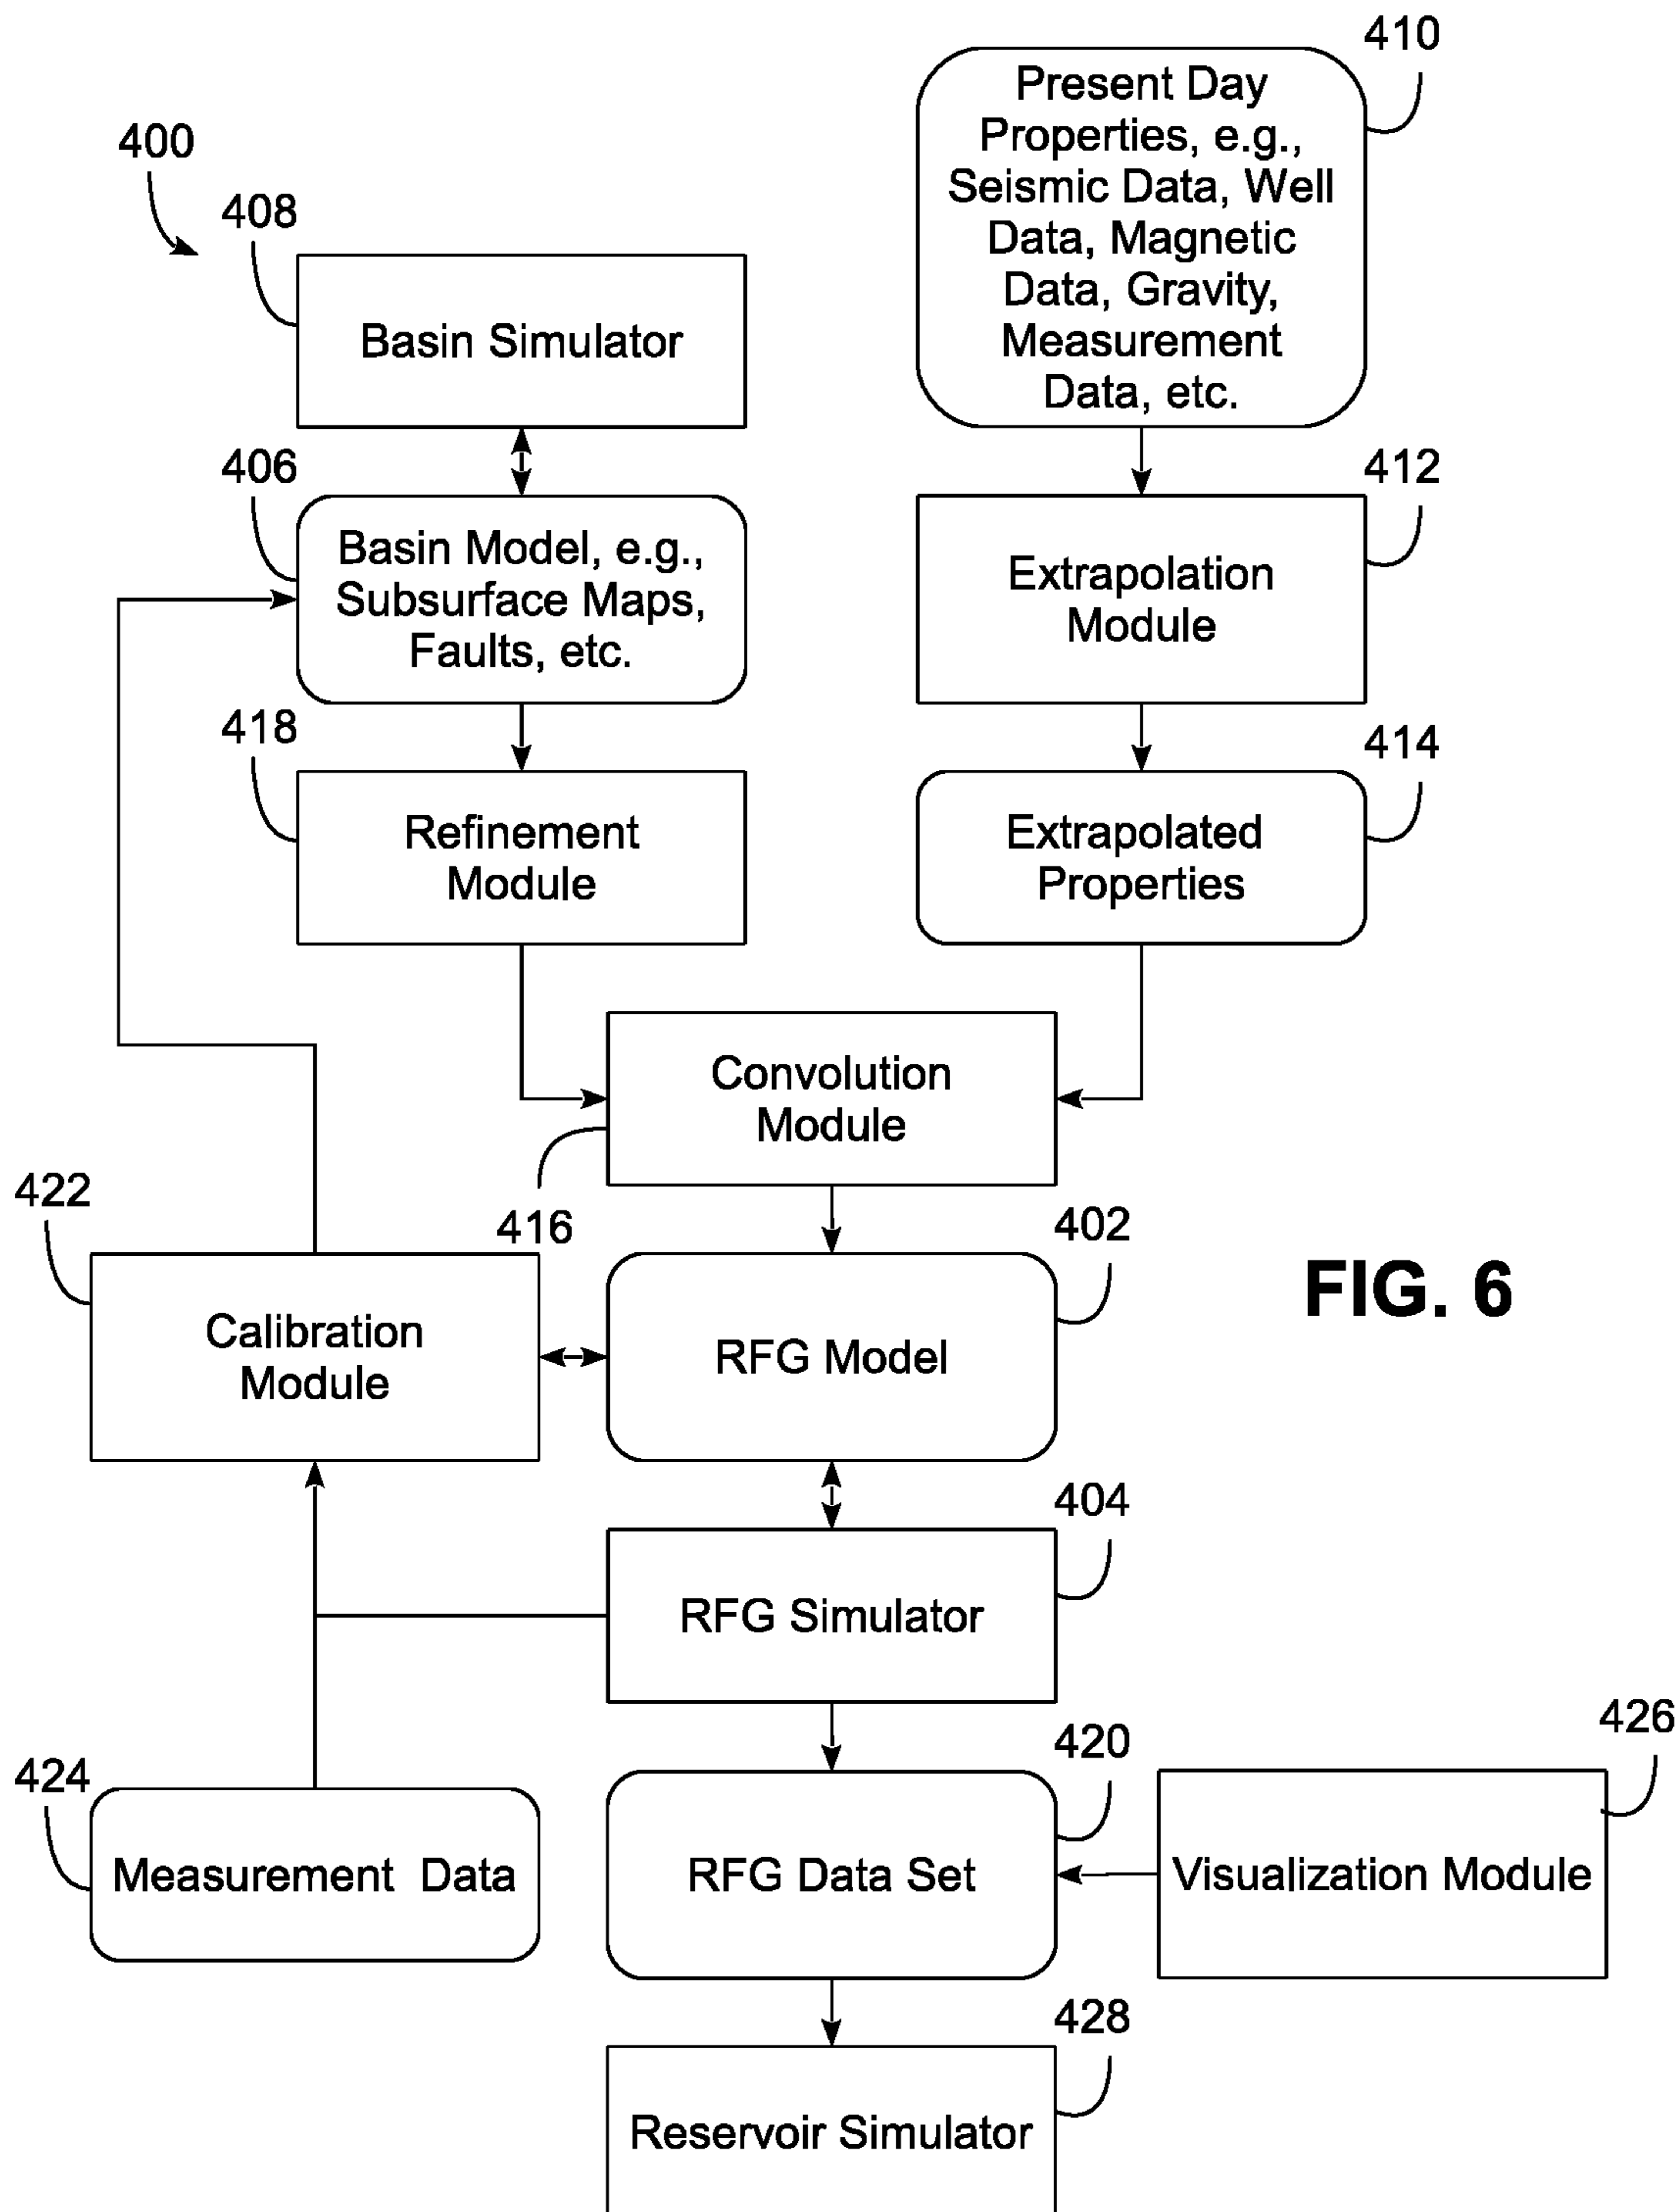 410
Present Day
Properties, e.g.,
Seismic Data, Well
Data, Magnetic
Data, Gravity,
Measurement
Data, etc.
400
408
Basin Simulator
406
Basin Model, e.g.,
Subsurface Maps,
Faults, etc.
412
Extrapolation
Module
418
Refinement
Module
414
Extrapolated
Properties
Convolution
Module
416
422
Calibration
Module
402
RFG Model
FIG. 6
404
RFG Simulator
424
Measurement Data
420
RFG Data Set
426
Visualization Module
428
Reservoir Simulator